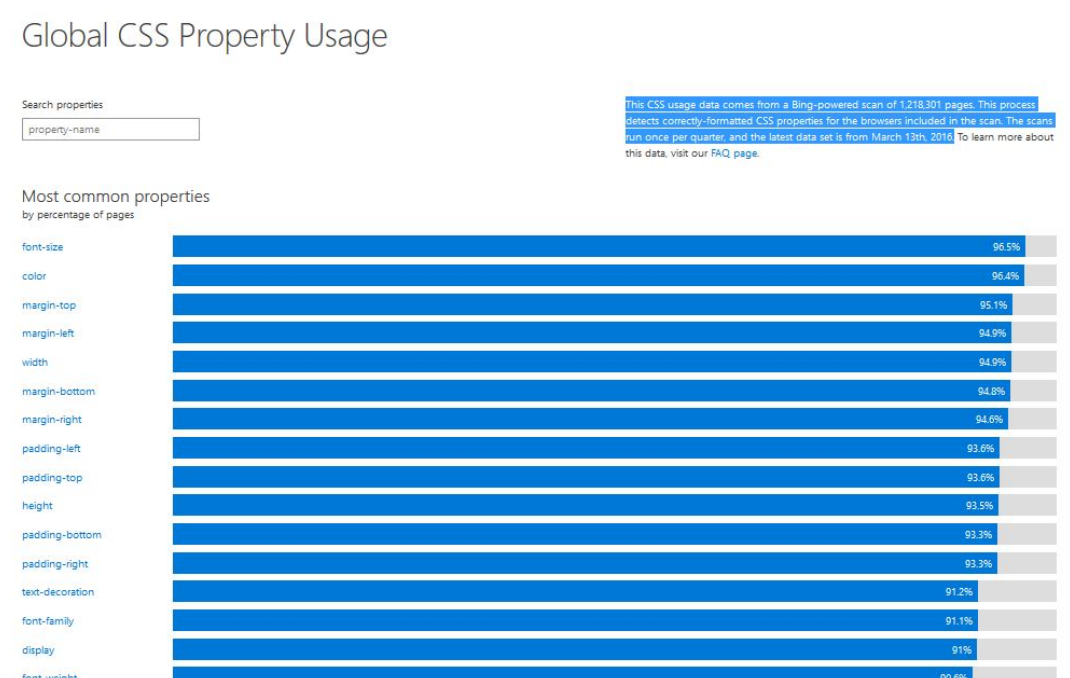 Global CSS Property Usage
Search properties
property-name
This CSS usage data comes from a Bing-powered scan of 1,218,301 pages. This process
detects correctly-formatted CSS properties for the browsers included in the scan. The scans
run once per quarter, and the latest data set is from March 13th, 2016. To learn more about
this data, visit our FAQ page.
Most common properties
by percentage of pages
font-size 96.5%
color 96.4%
margin-top 95.1%
margin-left 94.9%
width 94.9%
margin-bottom 94.8%
margin-right 94.6%
padding-left 93.6%
padding-top 93.6%
height 93.5%
padding-bottom 93.3%
padding-right 93.3%
text-decoration 91.2%
font-family 91.1%
display 91%
font-weight 90.6%